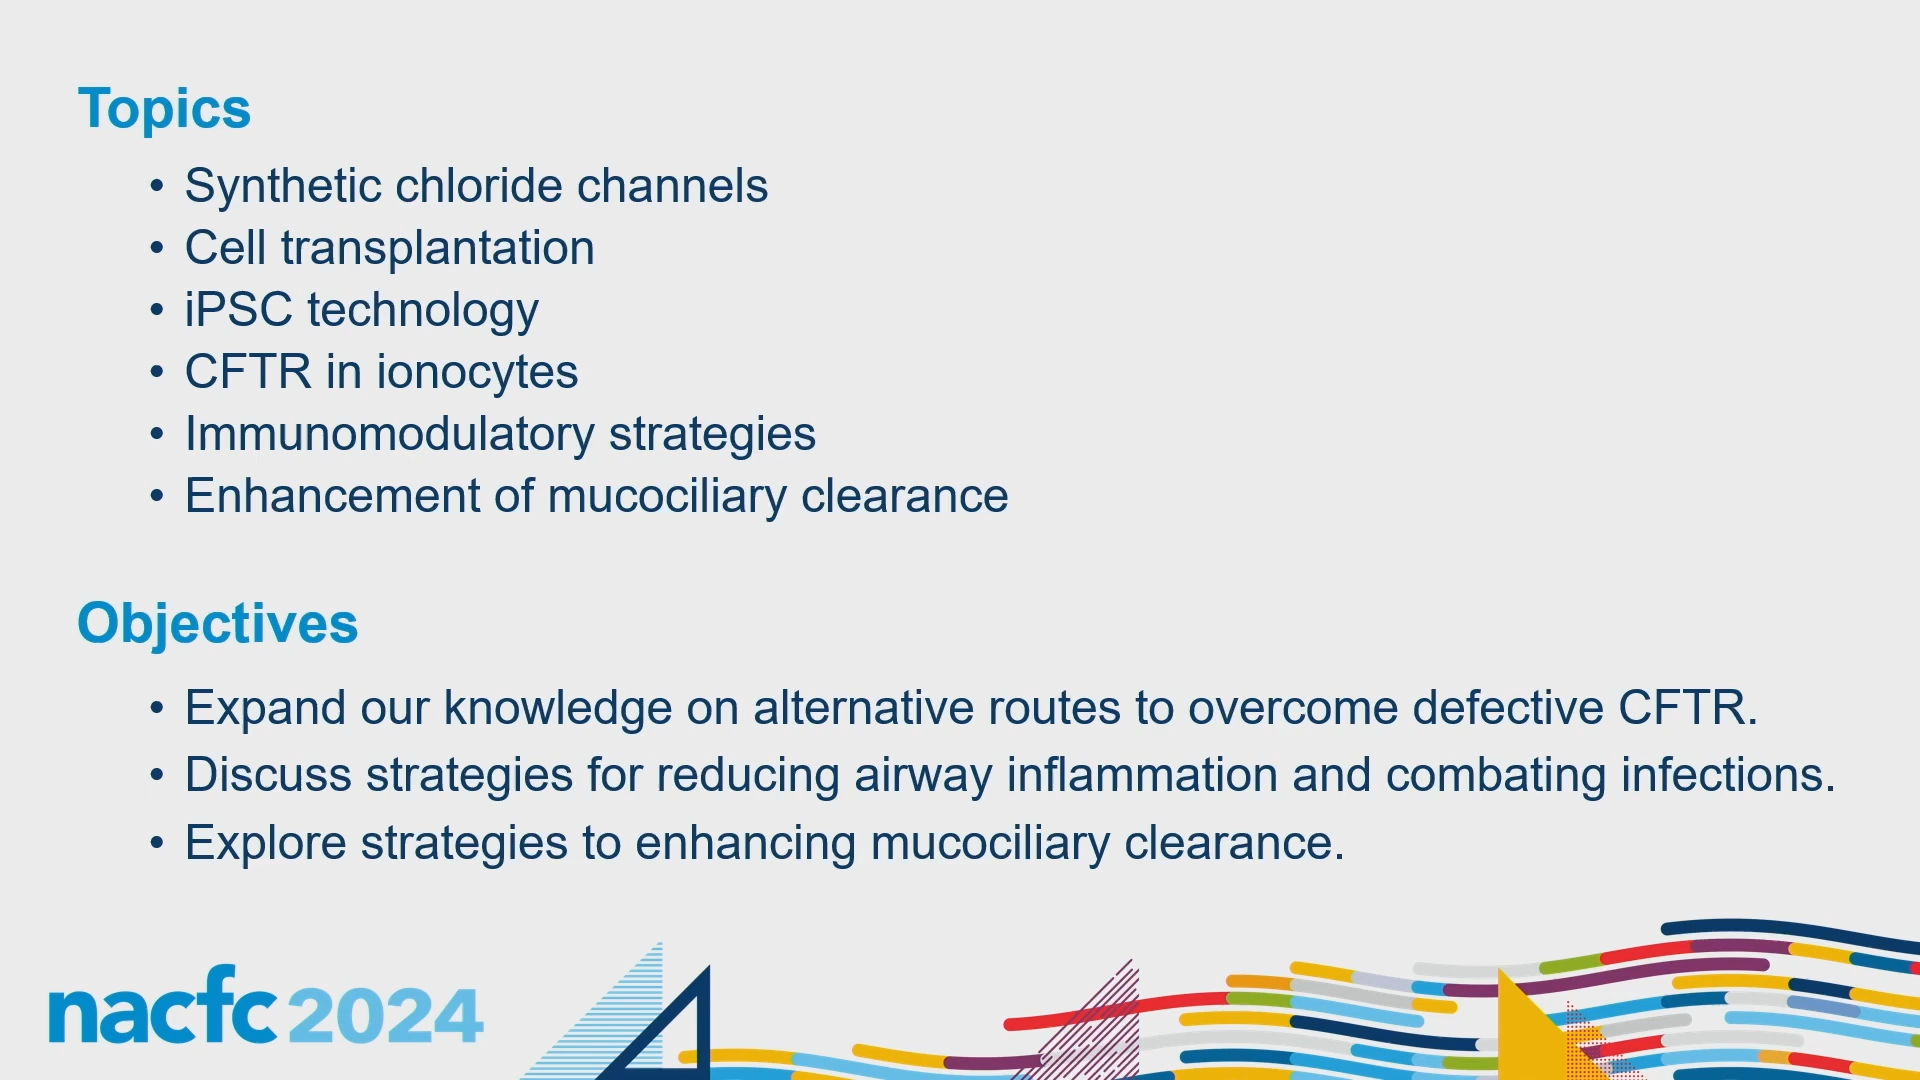 Topics
• Synthetic chloride channels
• Cell transplantation
• iPSC technology
• CFTR in ionocytes
• Immunomodulatory strategies
• Enhancement of mucociliary clearance
Objectives
• Expand our knowledge on alternative routes to overcome defective CFTR.
• Discuss strategies for reducing airway inflammation and combating infections.
• Explore strategies to enhancing mucociliary clearance.
nacfc 2024